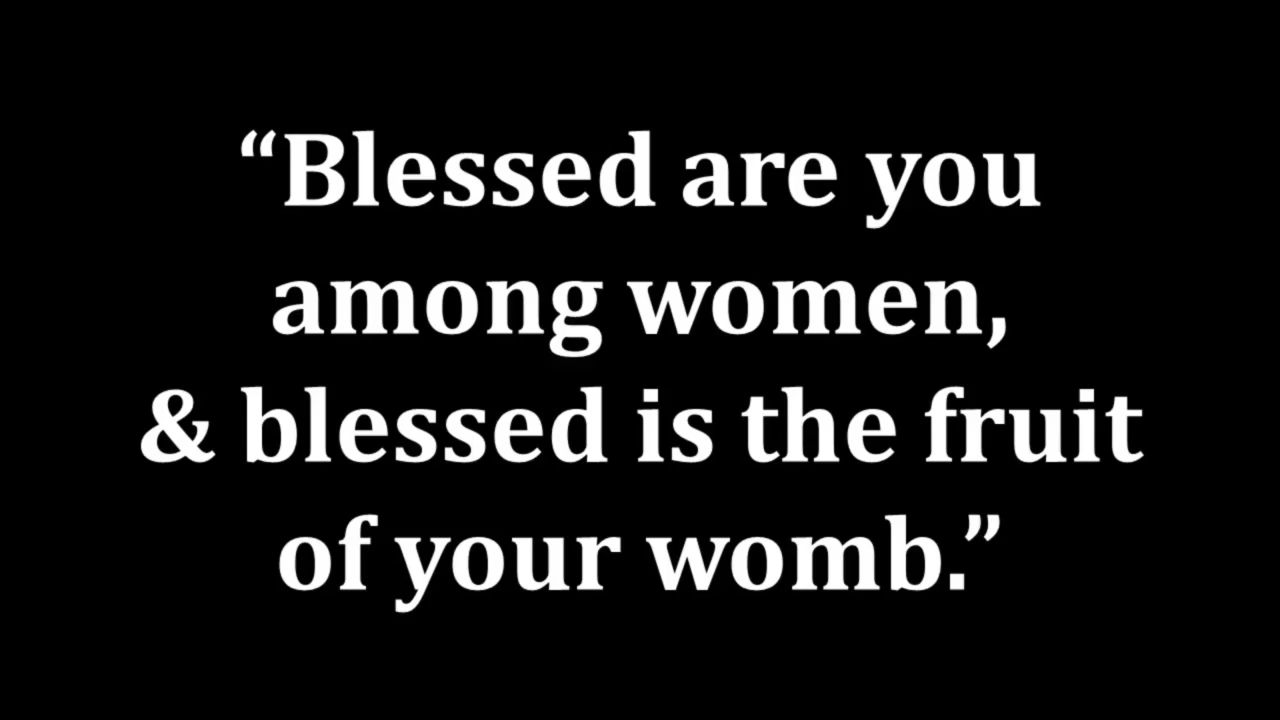 “Blessed are you
among women,
& blessed is the fruit
of your womb.”